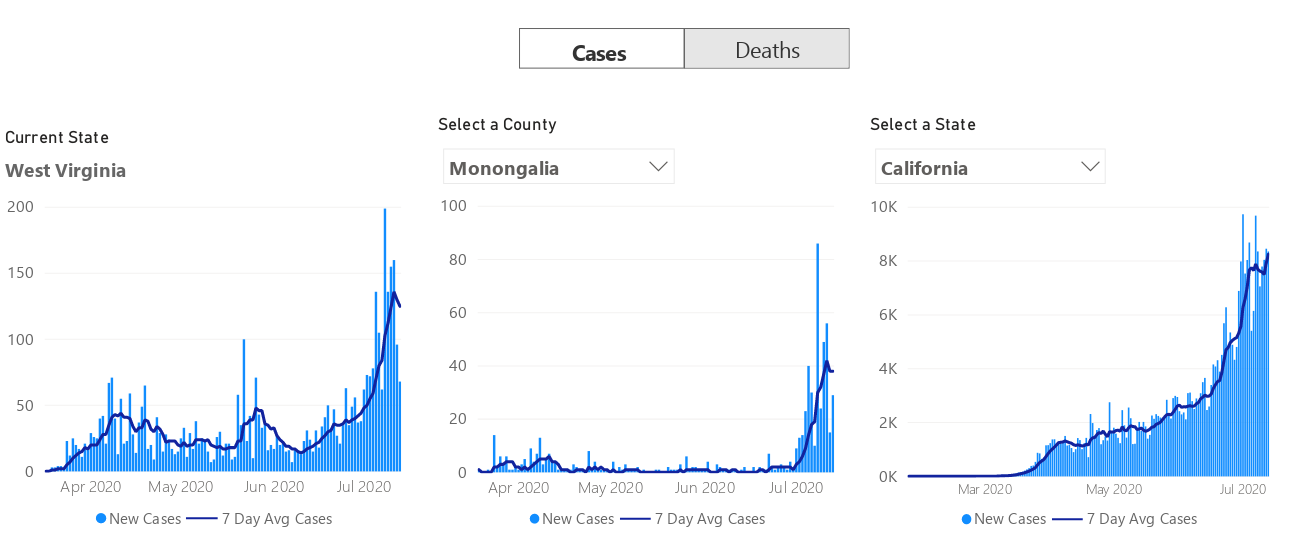 Cases Deaths
Current State
West Virginia
200
150
100
50
0
Apr 2020 May 2020 Jun 2020 Jul 2020
New Cases 7 Day Avg Cases
Select a County
Monongalia
100
80
60
40
20
0
Apr 2020 May 2020 Jun 2020 Jul 2020
New Cases 7 Day Avg Cases
Select a State
California
10K
8K
6K
4K
2K
0K
Mar 2020 May 2020 Jul 2020
New Cases 7 Day Avg Cases